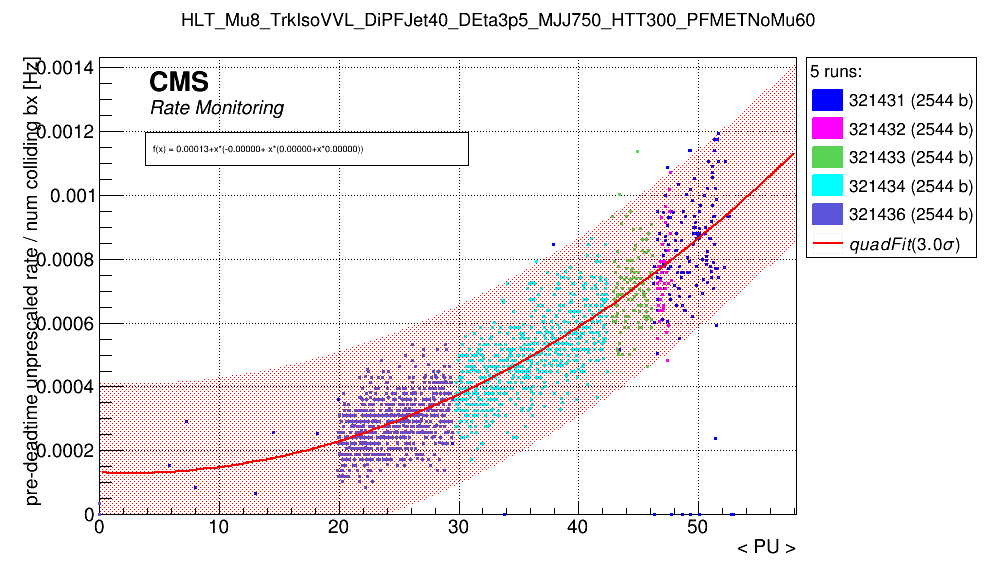 HLT_Mu8_TrkIsoVVL_DiPFJet40_DEta3p5_MJJ750_HTT300_PFMETNoMu60
pre-deadtime unprescaled rate / num colliding bx [Hz]
0.0014
0.0012
0.001
0.0008
0.0006
0.0004
0.0002
0
CMS
Rate Monitoring
f(x) = 0.00013+x*(-0.00000+ x*(0.00000+x*0.00000))
0 10 20 30 40 50
< PU >
5 runs:
321431 (2544 b)
321432 (2544 b)
321433 (2544 b)
321434 (2544 b)
321436 (2544 b)
quadFit(3.0σ)